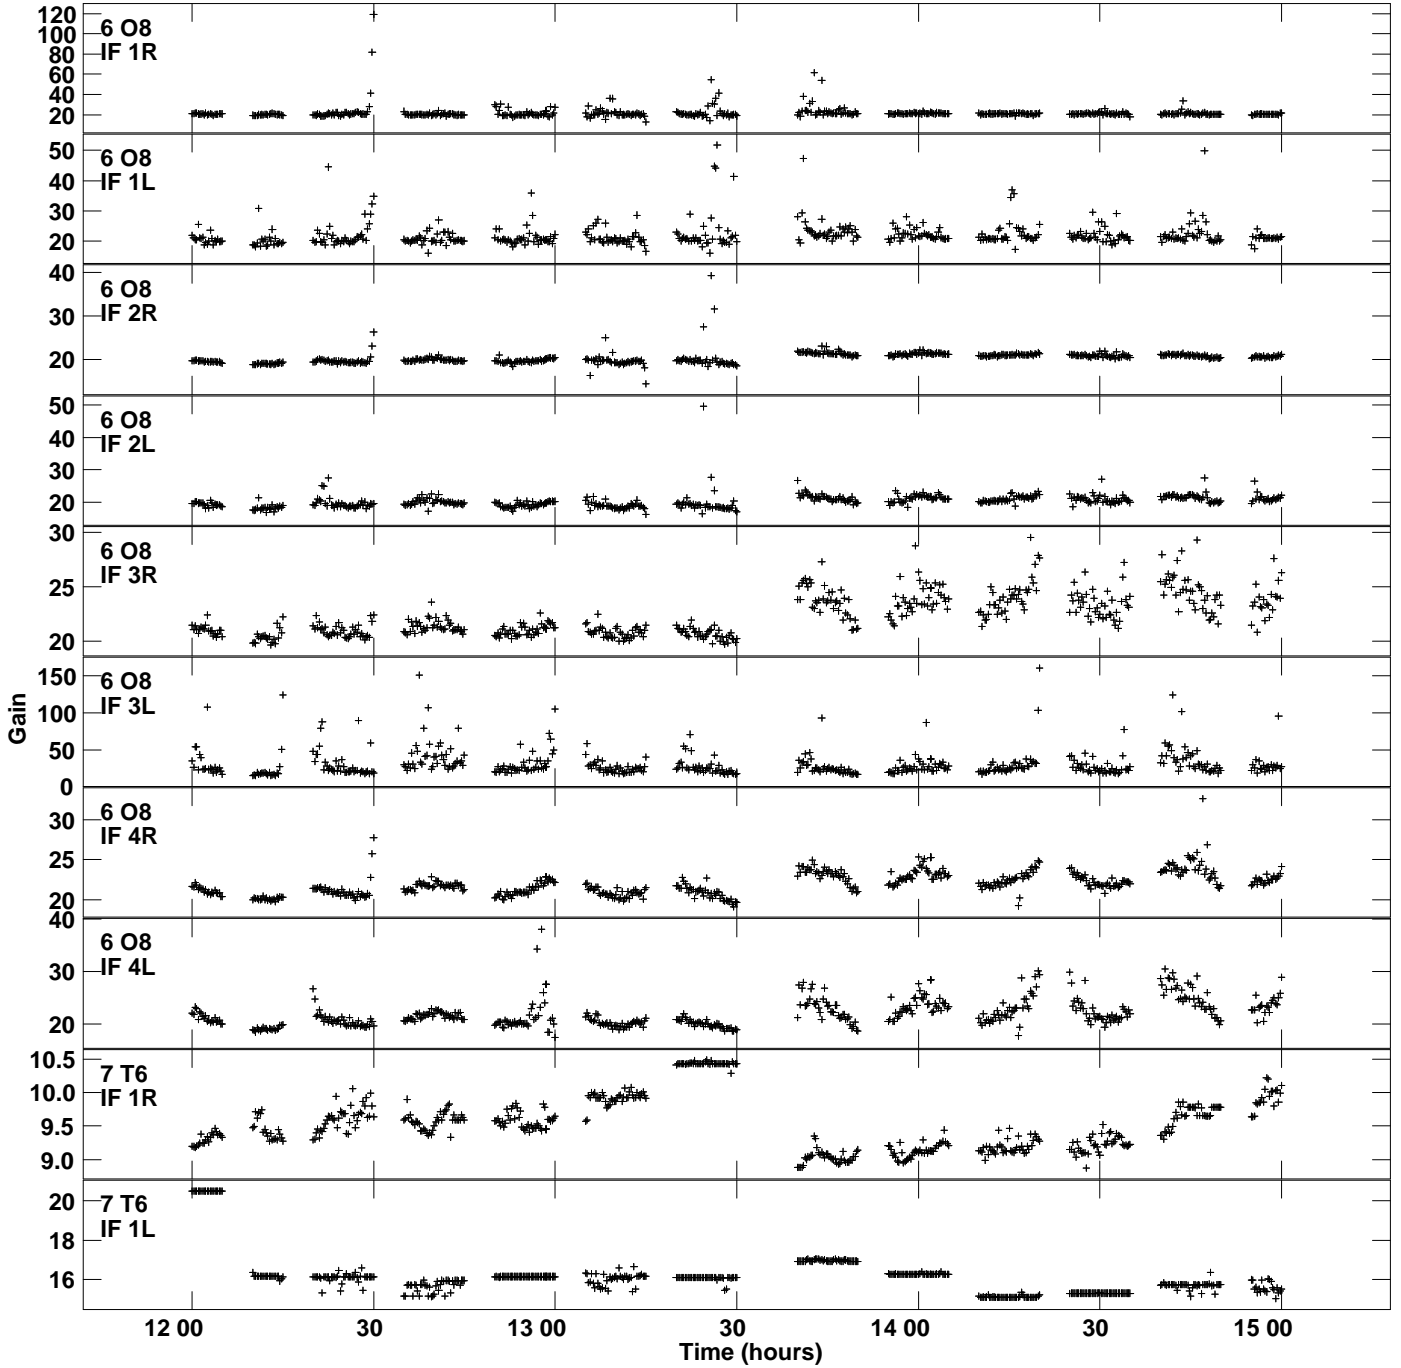 120
100
80
60
40
20
6 O8
IF 1R
50
40
30
20
6 O8
IF 1L
40
30
20
6 O8
IF 2R
50
40
30
20
6 O8
IF 2L
30
25
20
6 O8
IF 3R
150
100
50
0
6 O8
IF 3L
30
25
20
6 O8
IF 4R
40
30
20
6 O8
IF 4L
10.5
10.0
9.5
9.0
7 T6
IF 1R
20
18
16
7 T6
IF 1L
Gain
12 00 30 13 00 30 14 00 30 15 00
Time (hours)